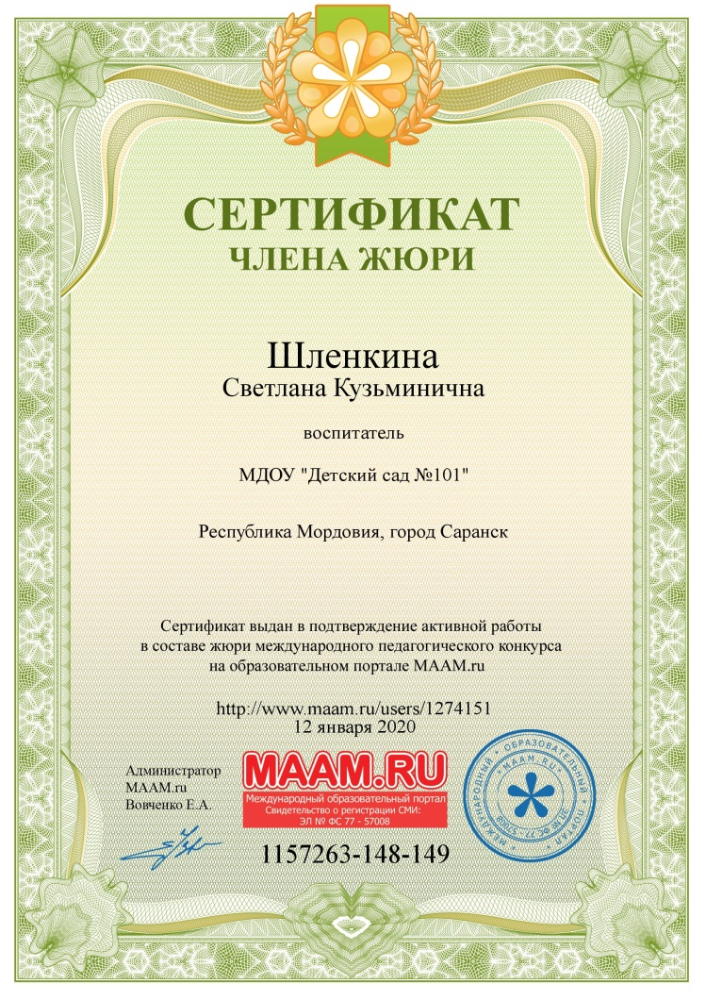 СЕРТИФИКАТ
ЧЛЕНА ЖЮРИ
Шленкина
Светлана Кузьминична
воспитатель
МДОУ "Детский сад №101"
Республика Мордовия, город Саранск
Сертификат выдан в подтверждение активной работы
в составе жюри международного педагогического конкурса
на образовательном портале MAAM.ru
http://www.maam.ru/users/1274151
12 января 2020
Администратор
MAAM.ru
Вовченко Е.А.
MAAM.RU
Международный образовательный портал
Свидетельство о регистрации СМИ:
ЭЛ № ФС 77 - 57008
1157263-148-149
МЕЖДУНАРОДНЫЙ * ОБРАЗОВАТЕЛЬНЫЙ * ПОРТАЛ *
* MAAM.RU *
ЭЛ № ФС 77- 57008